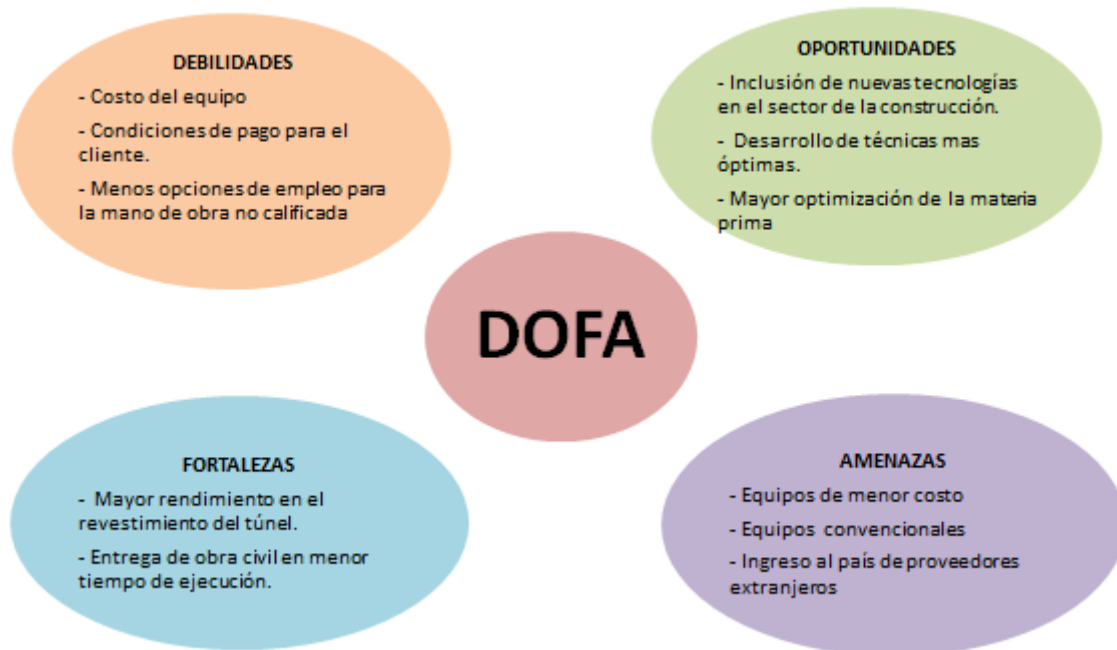 DEBILIDADES
- Costo del equipo
- Condiciones de pago para el
cliente.
- Menos opciones de empleo para
la mano de obra no calificada
OPORTUNIDADES
- Inclusión de nuevas tecnologías
en el sector de la construcción.
- Desarrollo de técnicas mas
óptimas.
- Mayor optimización de la materia
prima
DOFA
FORTALEZAS
- Mayor rendimiento en el
revestimiento del túnel.
- Entrega de obra civil en menor
tiempo de ejecución.
AMENAZAS
- Equipos de menor costo
- Equipos convencionales
- Ingreso al país de proveedores
extranjeros